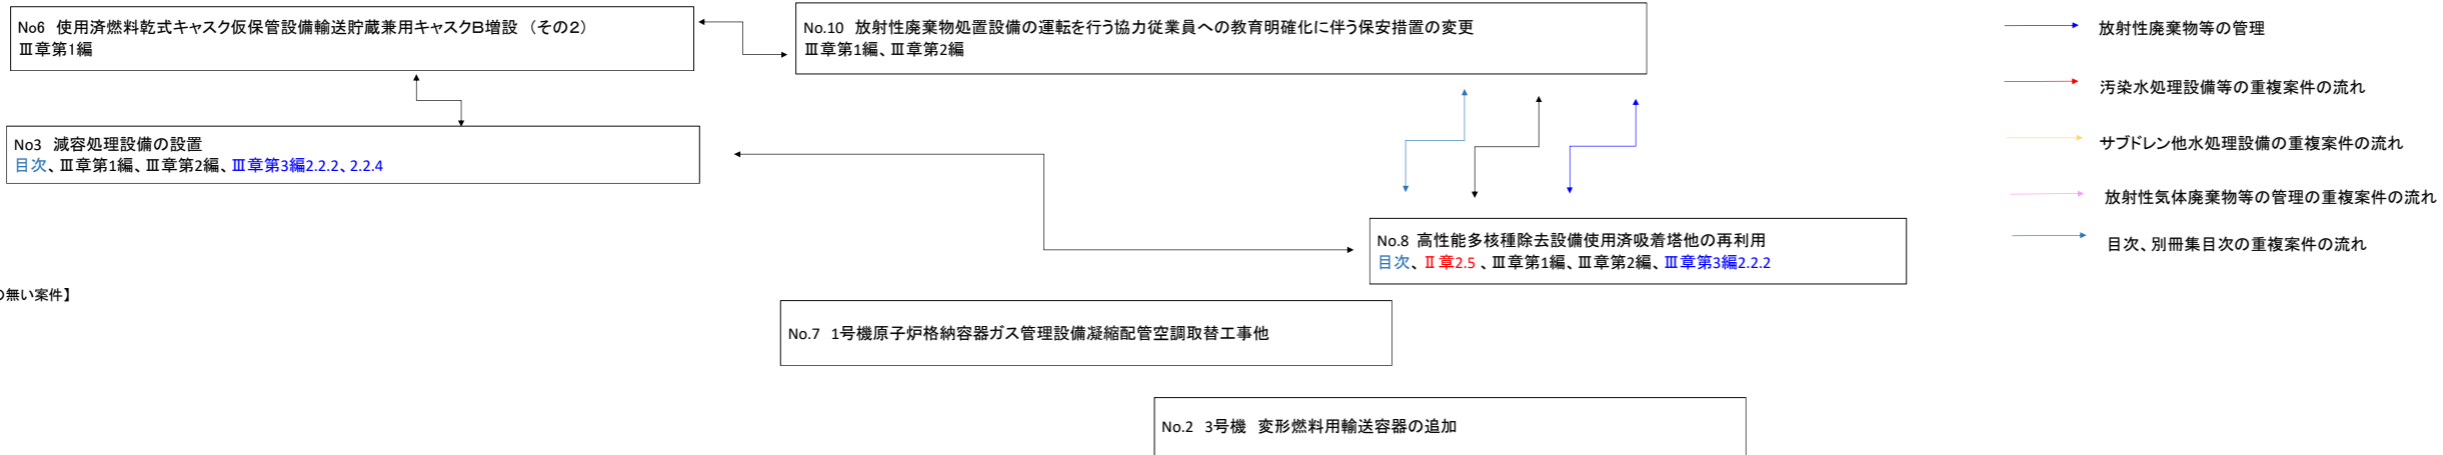 No6 使用済燃料乾式キャスク仮保管設備輸送貯蔵兼用キャスクB増設 （その2）
Ⅲ章第1編
No.10 放射性廃棄物処置設備の運転を行う協力従業員への教育明確化に伴う保安措置の変更
Ⅲ章第1編、Ⅲ章第2編
No3 減容処理設備の設置
目次、Ⅲ章第1編、Ⅲ章第2編、Ⅲ章第3編2.2.2、2.2.4
No.8 高性能多核種除去設備使用済吸着塔他の再利用
目次、Ⅱ章2.5 、Ⅲ章第1編、Ⅲ章第2編、Ⅲ章第3編2.2.2
の無い案件】
No.7 1号機原子炉格納容器ガス管理設備凝縮配管空調取替工事他
No.2 3号機 変形燃料用輸送容器の追加
放射性廃棄物等の管理
汚染水処理設備等の重複案件の流れ
サブドレン他水処理設備の重複案件の流れ
放射性気体廃棄物等の管理の重複案件の流れ
目次、別冊集目次の重複案件の流れ